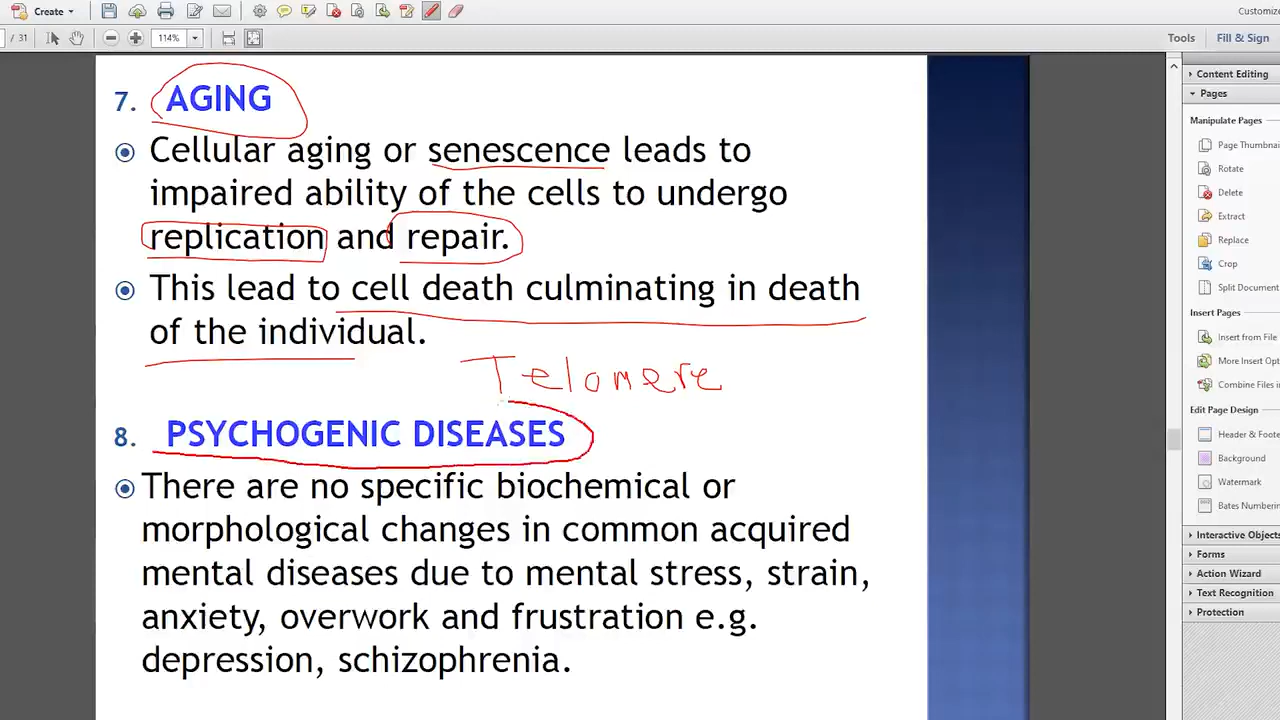 Create
Customize
/ 31
114%
Tools
Fill & Sign
7. AGING
Cellular aging or senescence leads to
impaired ability of the cells to undergo
replication and repair.
This lead to cell death culminating in death
of the individual.
Telomere
8. PSYCHOGENIC DISEASES
There are no specific biochemical or
morphological changes in common acquired
mental diseases due to mental stress, strain,
anxiety, overwork and frustration e.g.
depression, schizophrenia.
Content Editing
Pages
Manipulate Pages
Page Thumbnai
Rotate
Delete
Extract
Replace
Crop
Split Document
Insert Pages
Insert from File
More Insert Opt
Combine Files in
Edit Page Design
Header & Foote
Background
Watermark
Bates Numbering
Interactive Objects
Forms
Action Wizard
Text Recognition
Protection